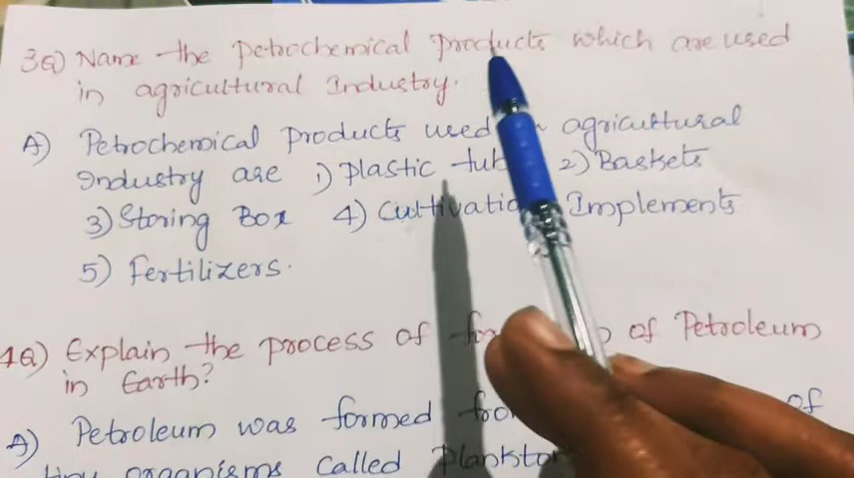 3Q) Name the petrochemical products which are used
in agricultural Industry.
A) Petrochemical products used agricultural
Industry are 1) plastic 2) Baskets
3) Storing Box 4) Cultivatio Implements
5) Fertilizers.
4Q) Explain the process of of Petroleum
in Earth?
A) Petroleum was formed of
tiny organisms called